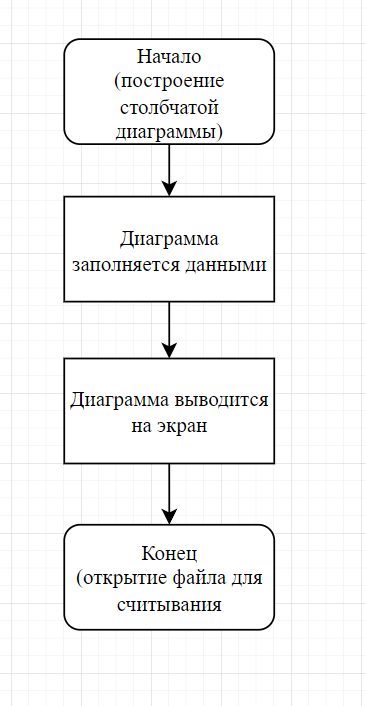 Начало
(построение
столбчатой
диаграммы)
Диаграмма
заполняется данными
Диаграмма выводится
на экран
Конец
(открытие файла для
считывания